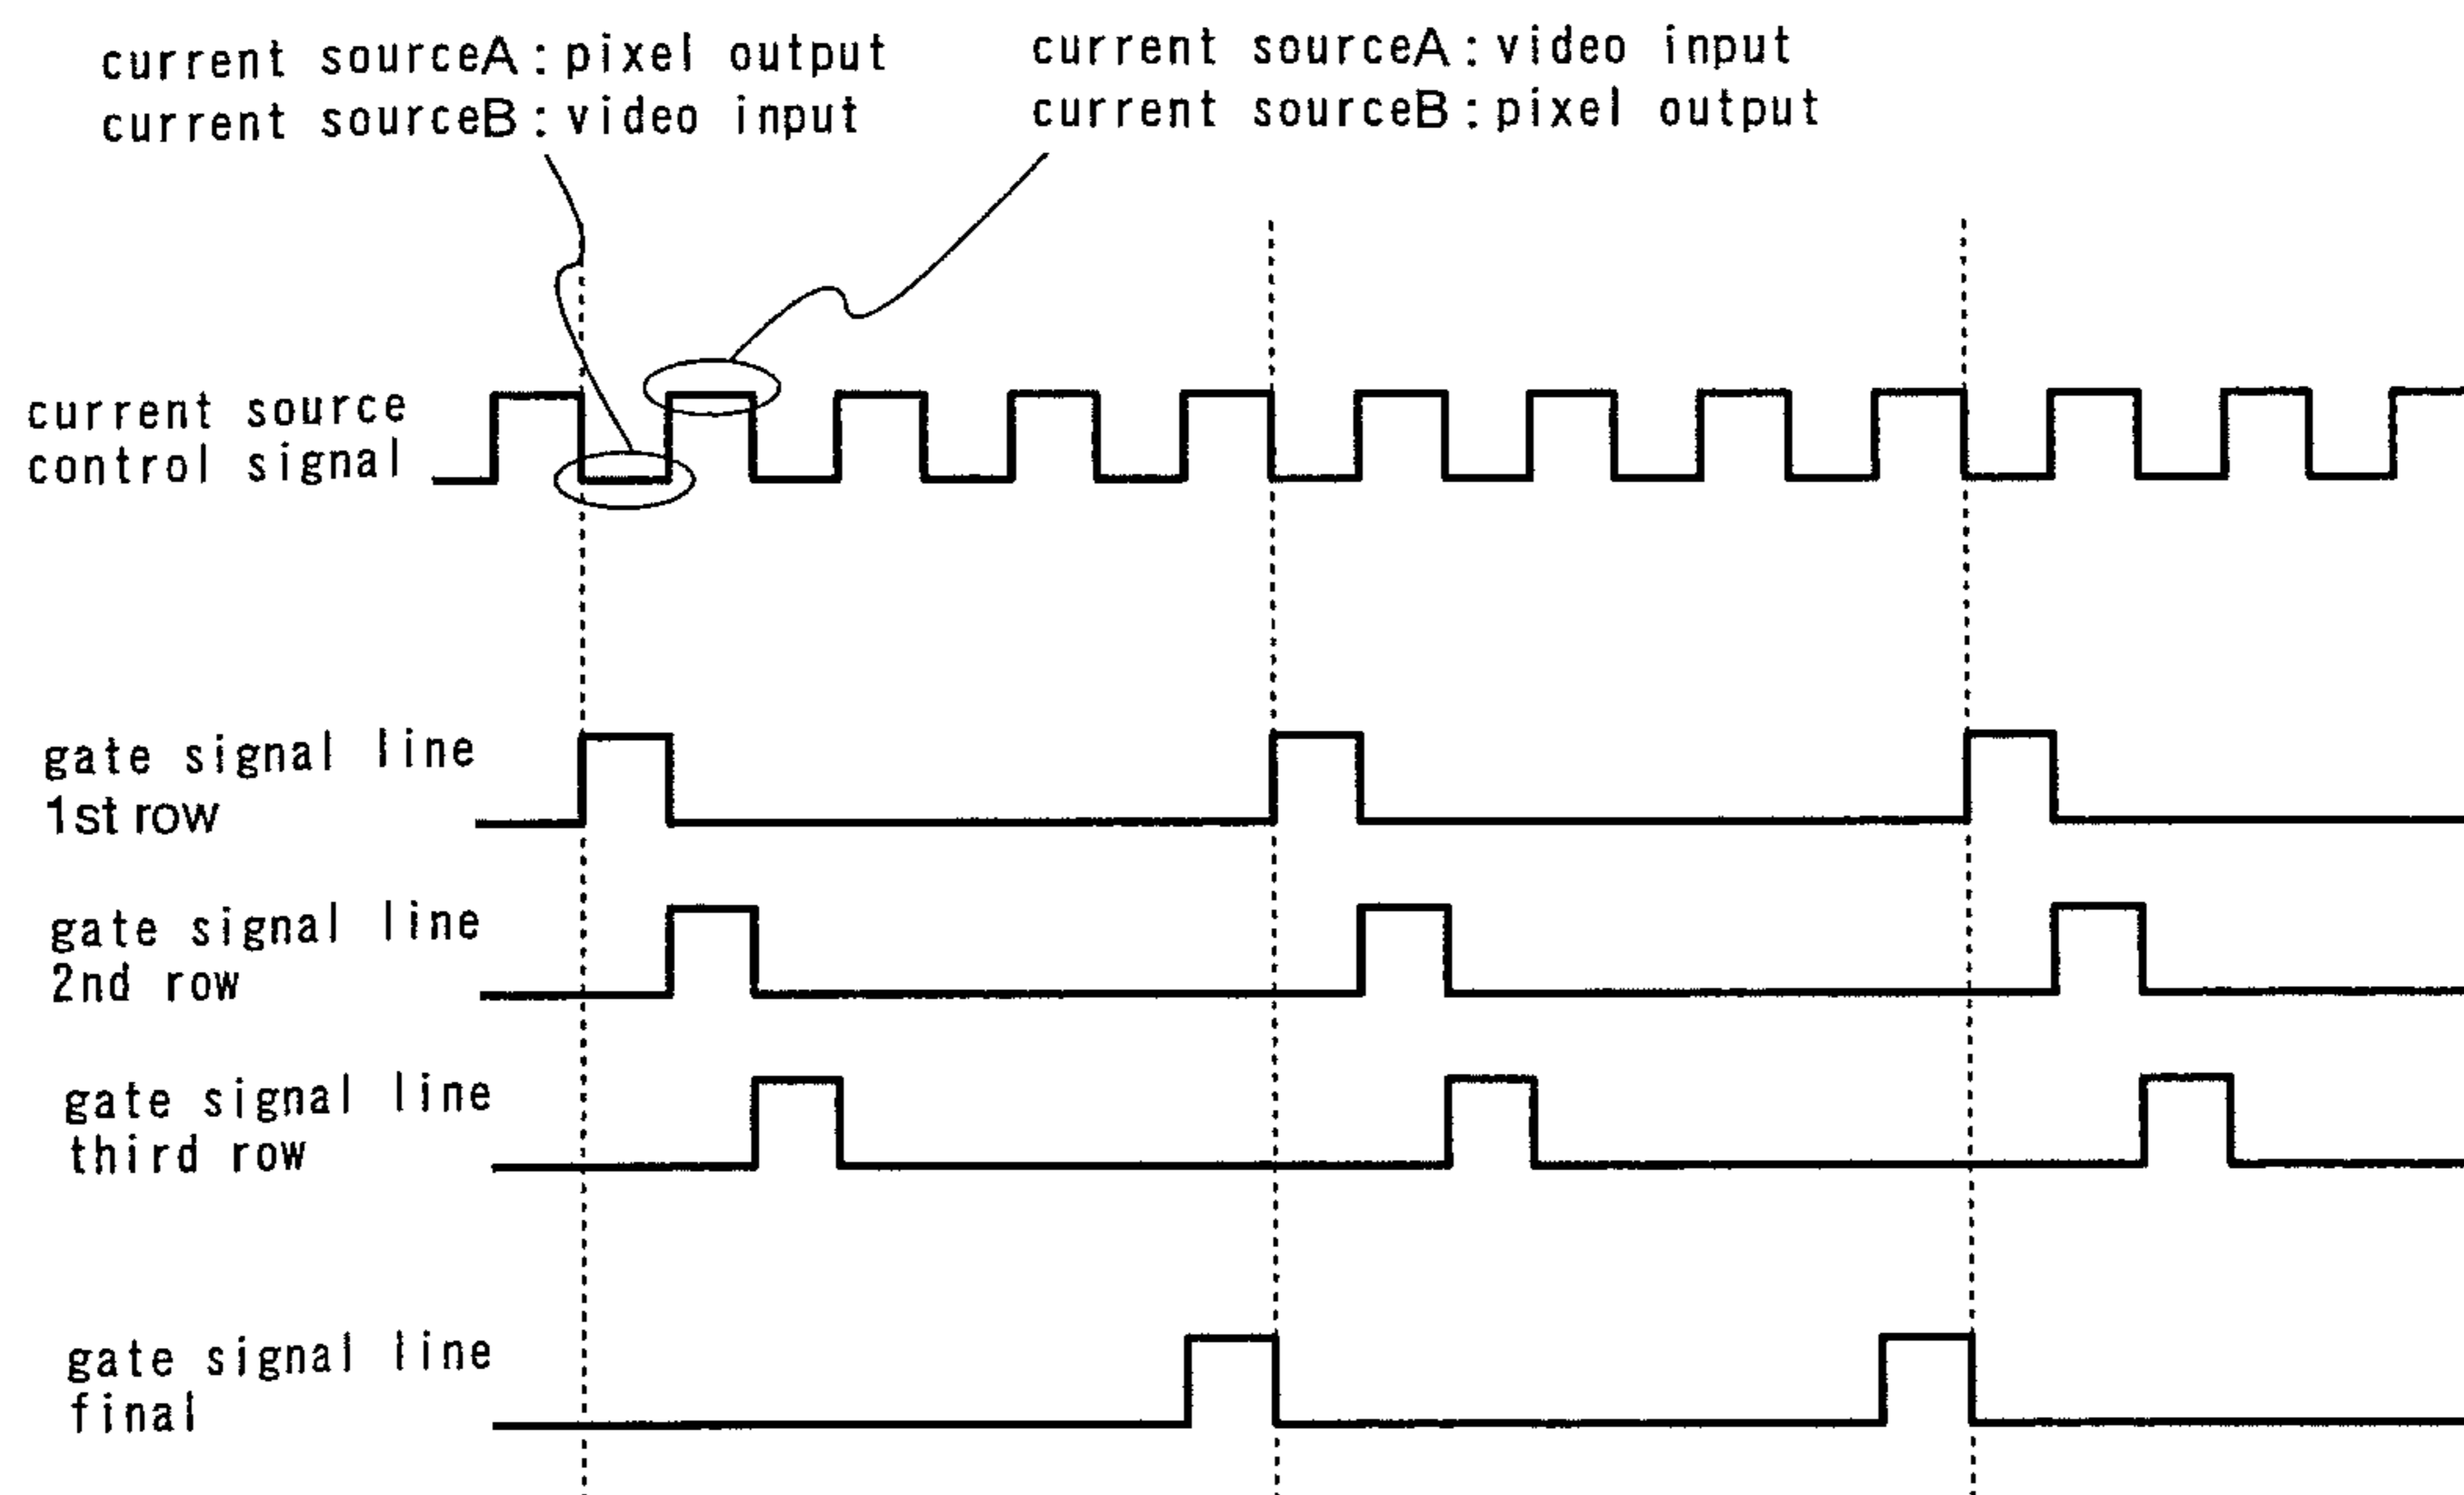 current sourceA:pixel output
current sourceB:video input
current sourceA:video input
current sourceB:pixel output
current source
control signal
gate signal line
1st row
gate signal line
2nd row
gate signal line
third row
gate signal line
final